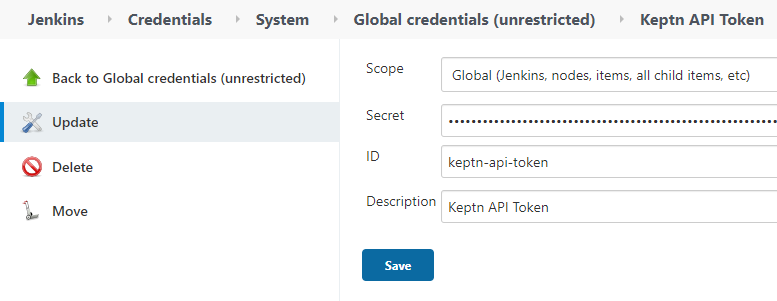 Jenkins Credentials System Global credentials (unrestricted) Keptn API Token
Back to Global credentials (unrestricted)
Update
Delete
Move
Scope Global (Jenkins, nodes, items, all child items, etc)
Secret
ID keptn-api-token
Description Keptn API Token
Save